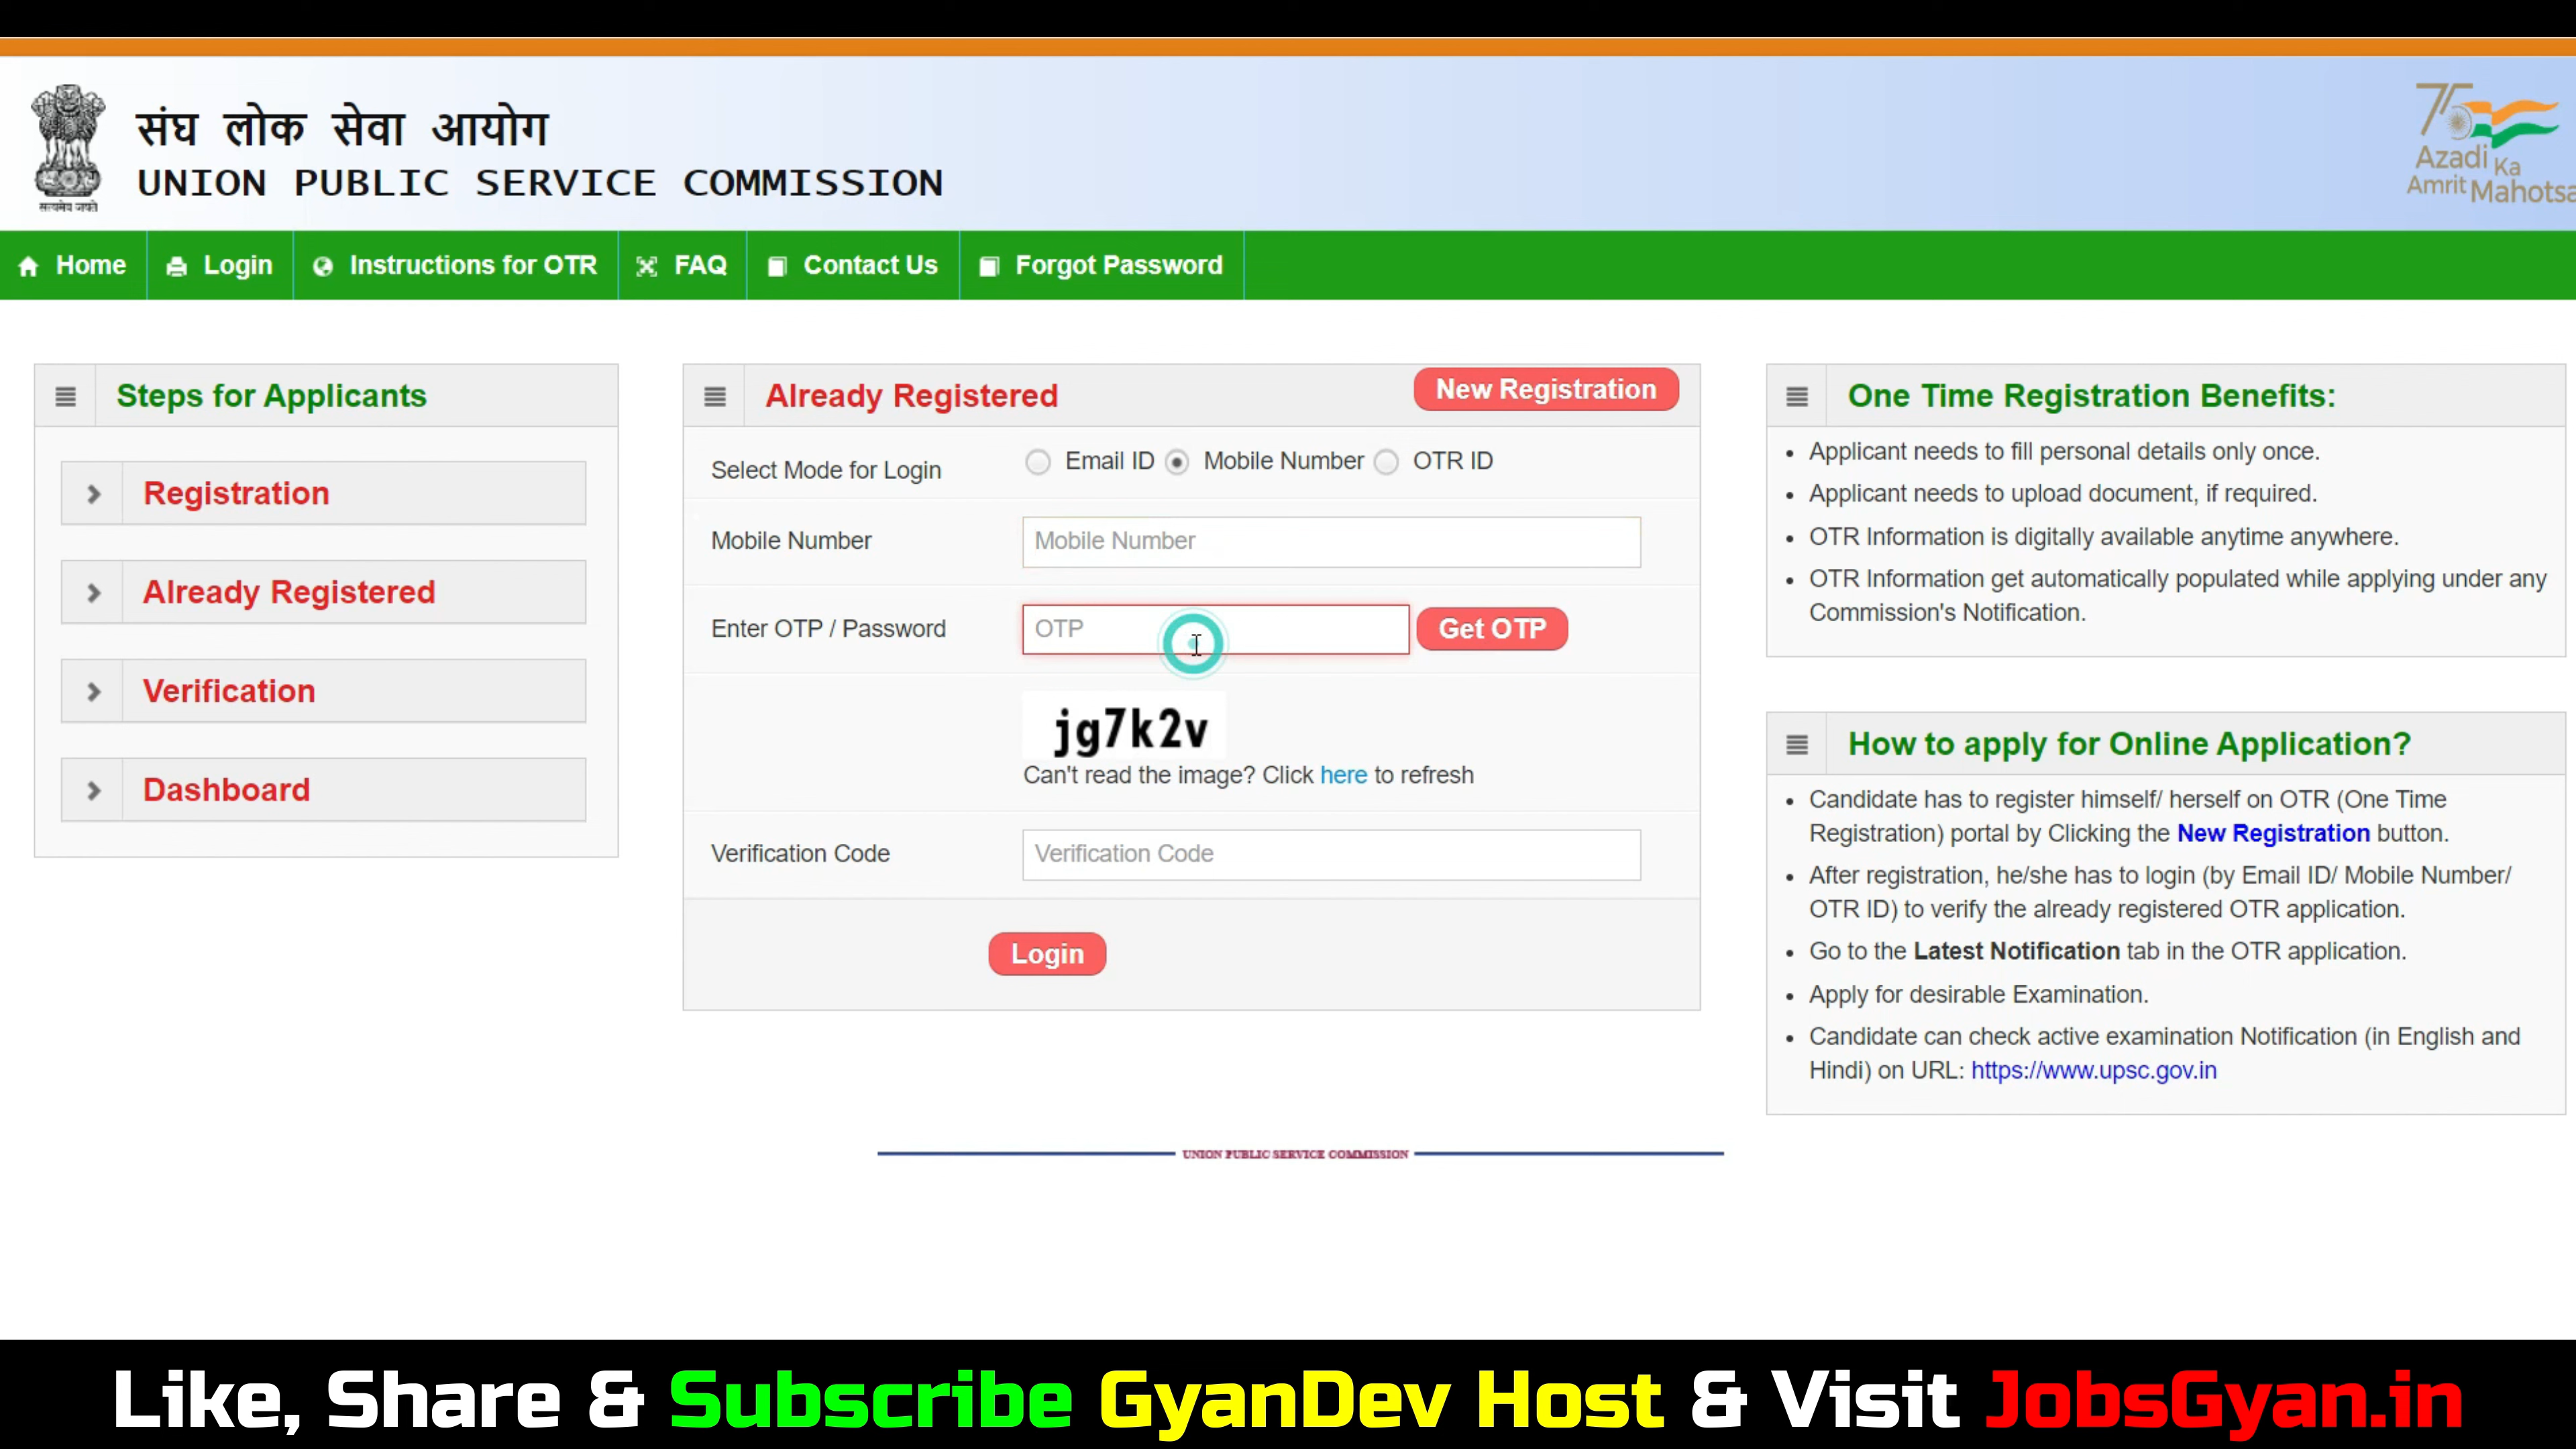 संघ लोक सेवा आयोग
UNION PUBLIC SERVICE COMMISSION
सत्यमेव जयते
75
Azadi Ka
Amrit Mahotsa
Home
Login
Instructions for OTR
FAQ
Contact Us
Forgot Password
Steps for Applicants
Registration
Already Registered
Verification
Dashboard
Already Registered
New Registration
Select Mode for Login
Email ID
Mobile Number
OTR ID
Mobile Number
Mobile Number
Enter OTP / Password
OTP
Get OTP
jg7k2v
Can't read the image? Click here to refresh
Verification Code
Verification Code
Login
One Time Registration Benefits:
Applicant needs to fill personal details only once.
Applicant needs to upload document, if required.
OTR Information is digitally available anytime anywhere.
OTR Information get automatically populated while applying under any
Commission's Notification.
How to apply for Online Application?
Candidate has to register himself/ herself on OTR (One Time
Registration) portal by Clicking the New Registration button.
After registration, he/she has to login (by Email ID/ Mobile Number/
OTR ID) to verify the already registered OTR application.
Go to the Latest Notification tab in the OTR application.
Apply for desirable Examination.
Candidate can check active examination Notification (in English and
Hindi) on URL: https://www.upsc.gov.in
UNION PUBLIC SERVICE COMMISSION
Like, Share & Subscribe GyanDev Host & Visit JobsGyan.in